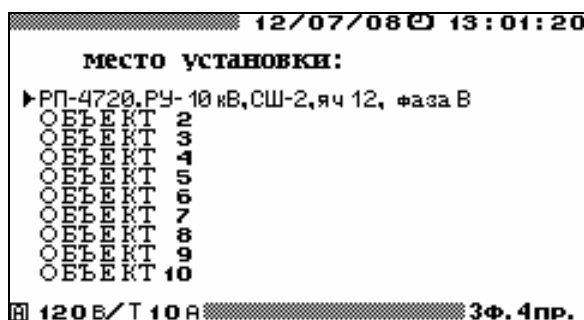 12/07/08 13:01:20
место установки:
РП-4720.РУ-10 кВ,СШ-2,яч 12, фаза В
ОБЪЕКТ 2
ОБЪЕКТ 3
ОБЪЕКТ 4
ОБЪЕКТ 5
ОБЪЕКТ 6
ОБЪЕКТ 7
ОБЪЕКТ 8
ОБЪЕКТ 9
ОБЪЕКТ 10
А 120 В/Т 10 А 3ф.4пр.